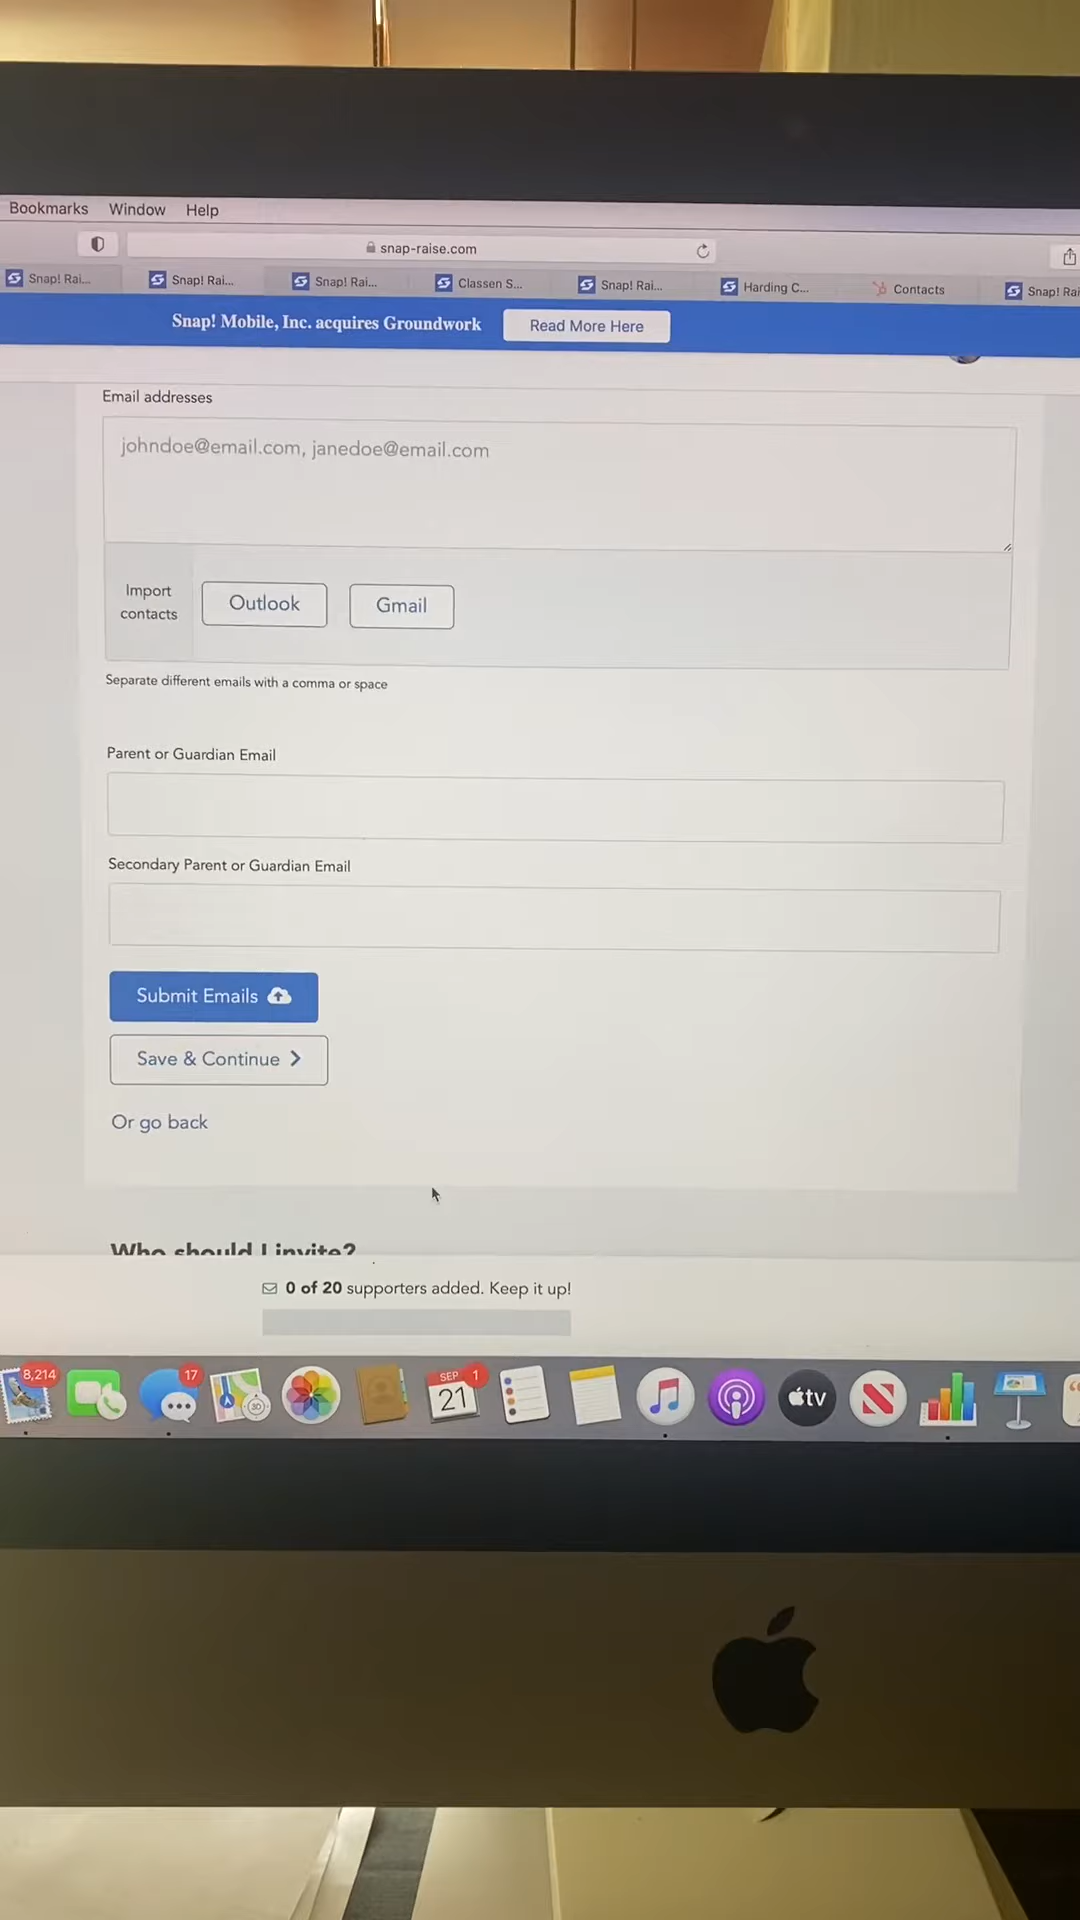 Bookmarks Window Help
snap-raise.com
Snap! Rai... Snap! Rai... Snap! Rai... Classen S... Snap! Rai... Harding C... Contacts Snap! Rai
Snap! Mobile, Inc. acquires Groundwork Read More Here
Email addresses
johndoe@email.com, janedoe@email.com
Import
contacts
Outlook Gmail
Separate different emails with a comma or space
Parent or Guardian Email
Secondary Parent or Guardian Email
Submit Emails
Save & Continue
Or go back
Who should I invite?
0 of 20 supporters added. Keep it up!
8,214 17 3D SEP 21 1 tv